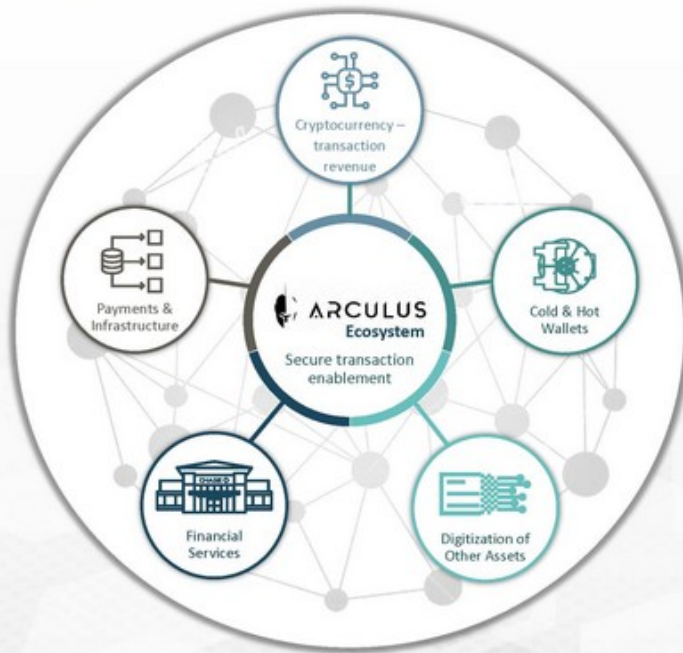 Cryptocurrency –
transaction
revenue
Payments &
Infrastructure
ARCULUS
Ecosystem
Secure transaction
enablement
Cold & Hot
Wallets
CHASE
Financial
Services
Digitization of
Other Assets